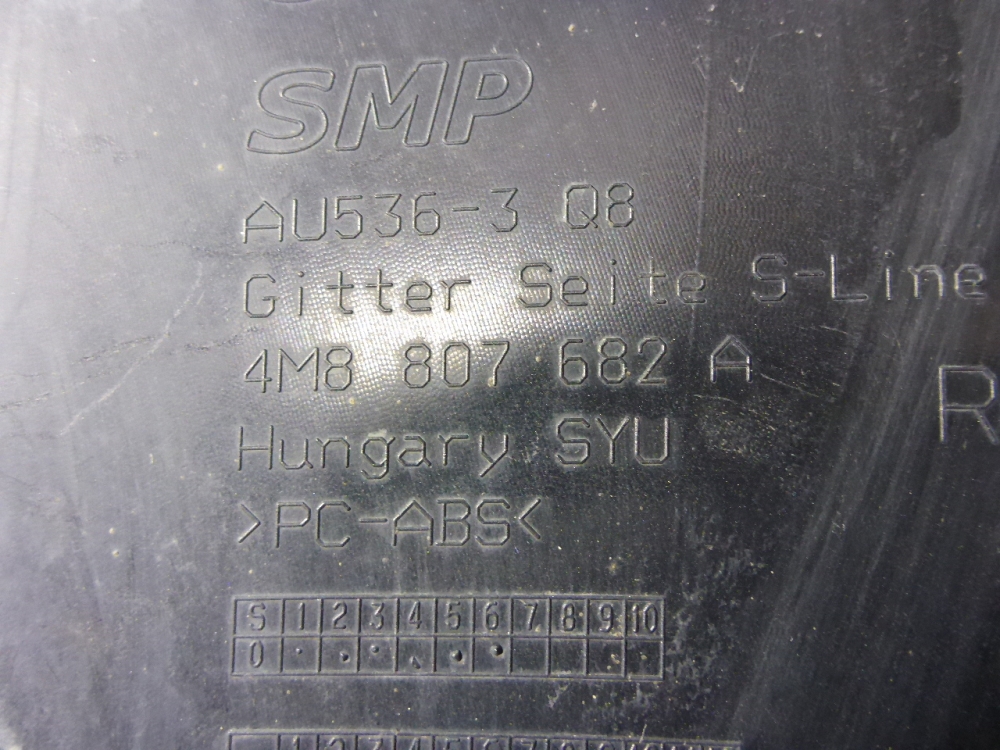 SMP
AU536-3 Q8
Gitter Seite S-Line
4M8 807 682 A
R
Hungary SYU
>PC-ABS<
S 1 2 3 4 5 6 7 8 9 10
0